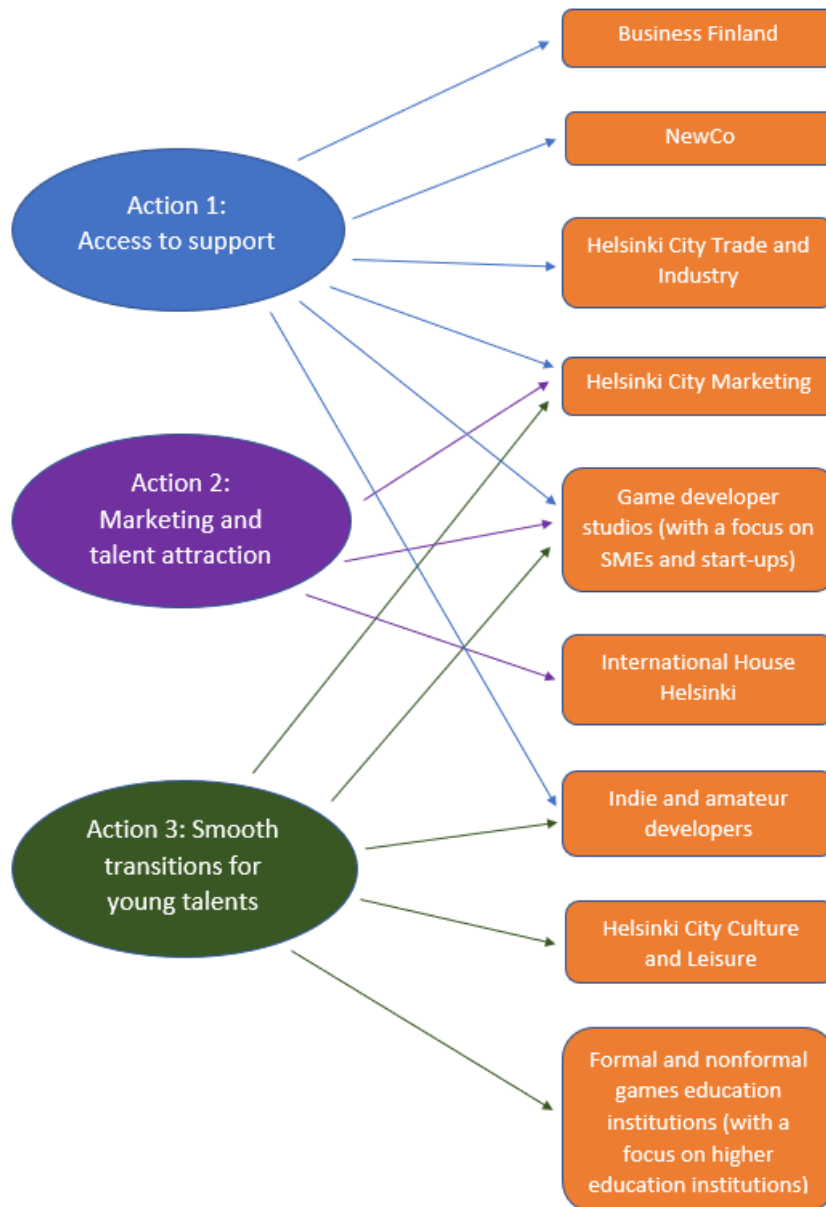 Business Finland
NewCo
Action 1:
Access to support
Helsinki City Trade and
Industry
Helsinki City Marketing
Action 2:
Marketing and
talent attraction
Game developer
studios (with a focus on
SMEs and start-ups)
International House
Helsinki
Action 3: Smooth
transitions for
young talents
Indie and amateur
developers
Helsinki City Culture
and Leisure
Formal and nonformal
games education
institutions (with a
focus on higher
education institutions)